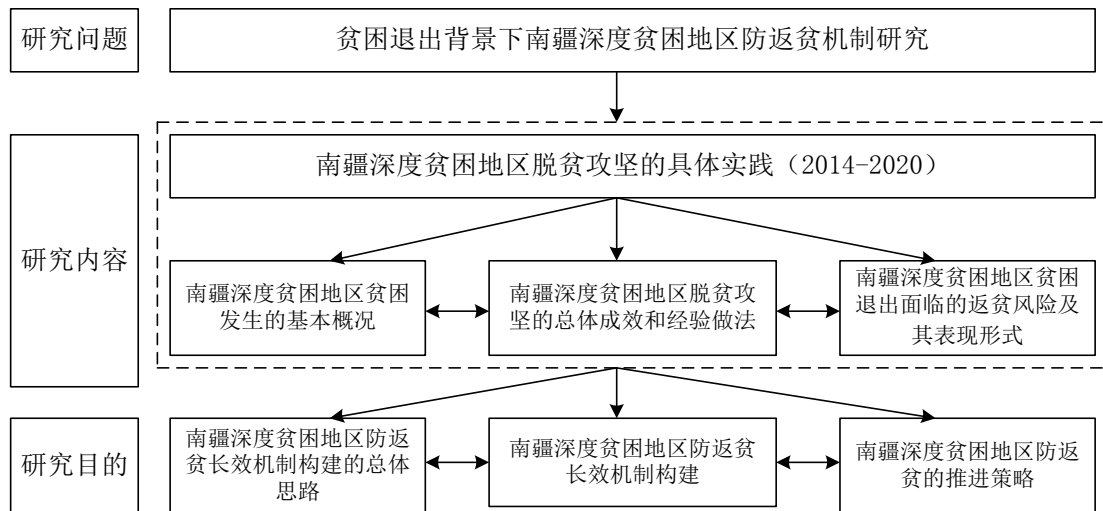 研究问题
贫困退出背景下南疆深度贫困地区防返贫机制研究
研究内容
南疆深度贫困地区脱贫攻坚的具体实践（2014-2020）
南疆深度贫困地区贫困
发生的基本概况
南疆深度贫困地区脱贫攻
坚的总体成效和经验做法
南疆深度贫困地区贫困
退出面临的返贫风险及
其表现形式
研究目的
南疆深度贫困地区防返
贫长效机制构建的总体
思路
南疆深度贫困地区防返贫
长效机制构建
南疆深度贫困地区防返
贫的推进策略